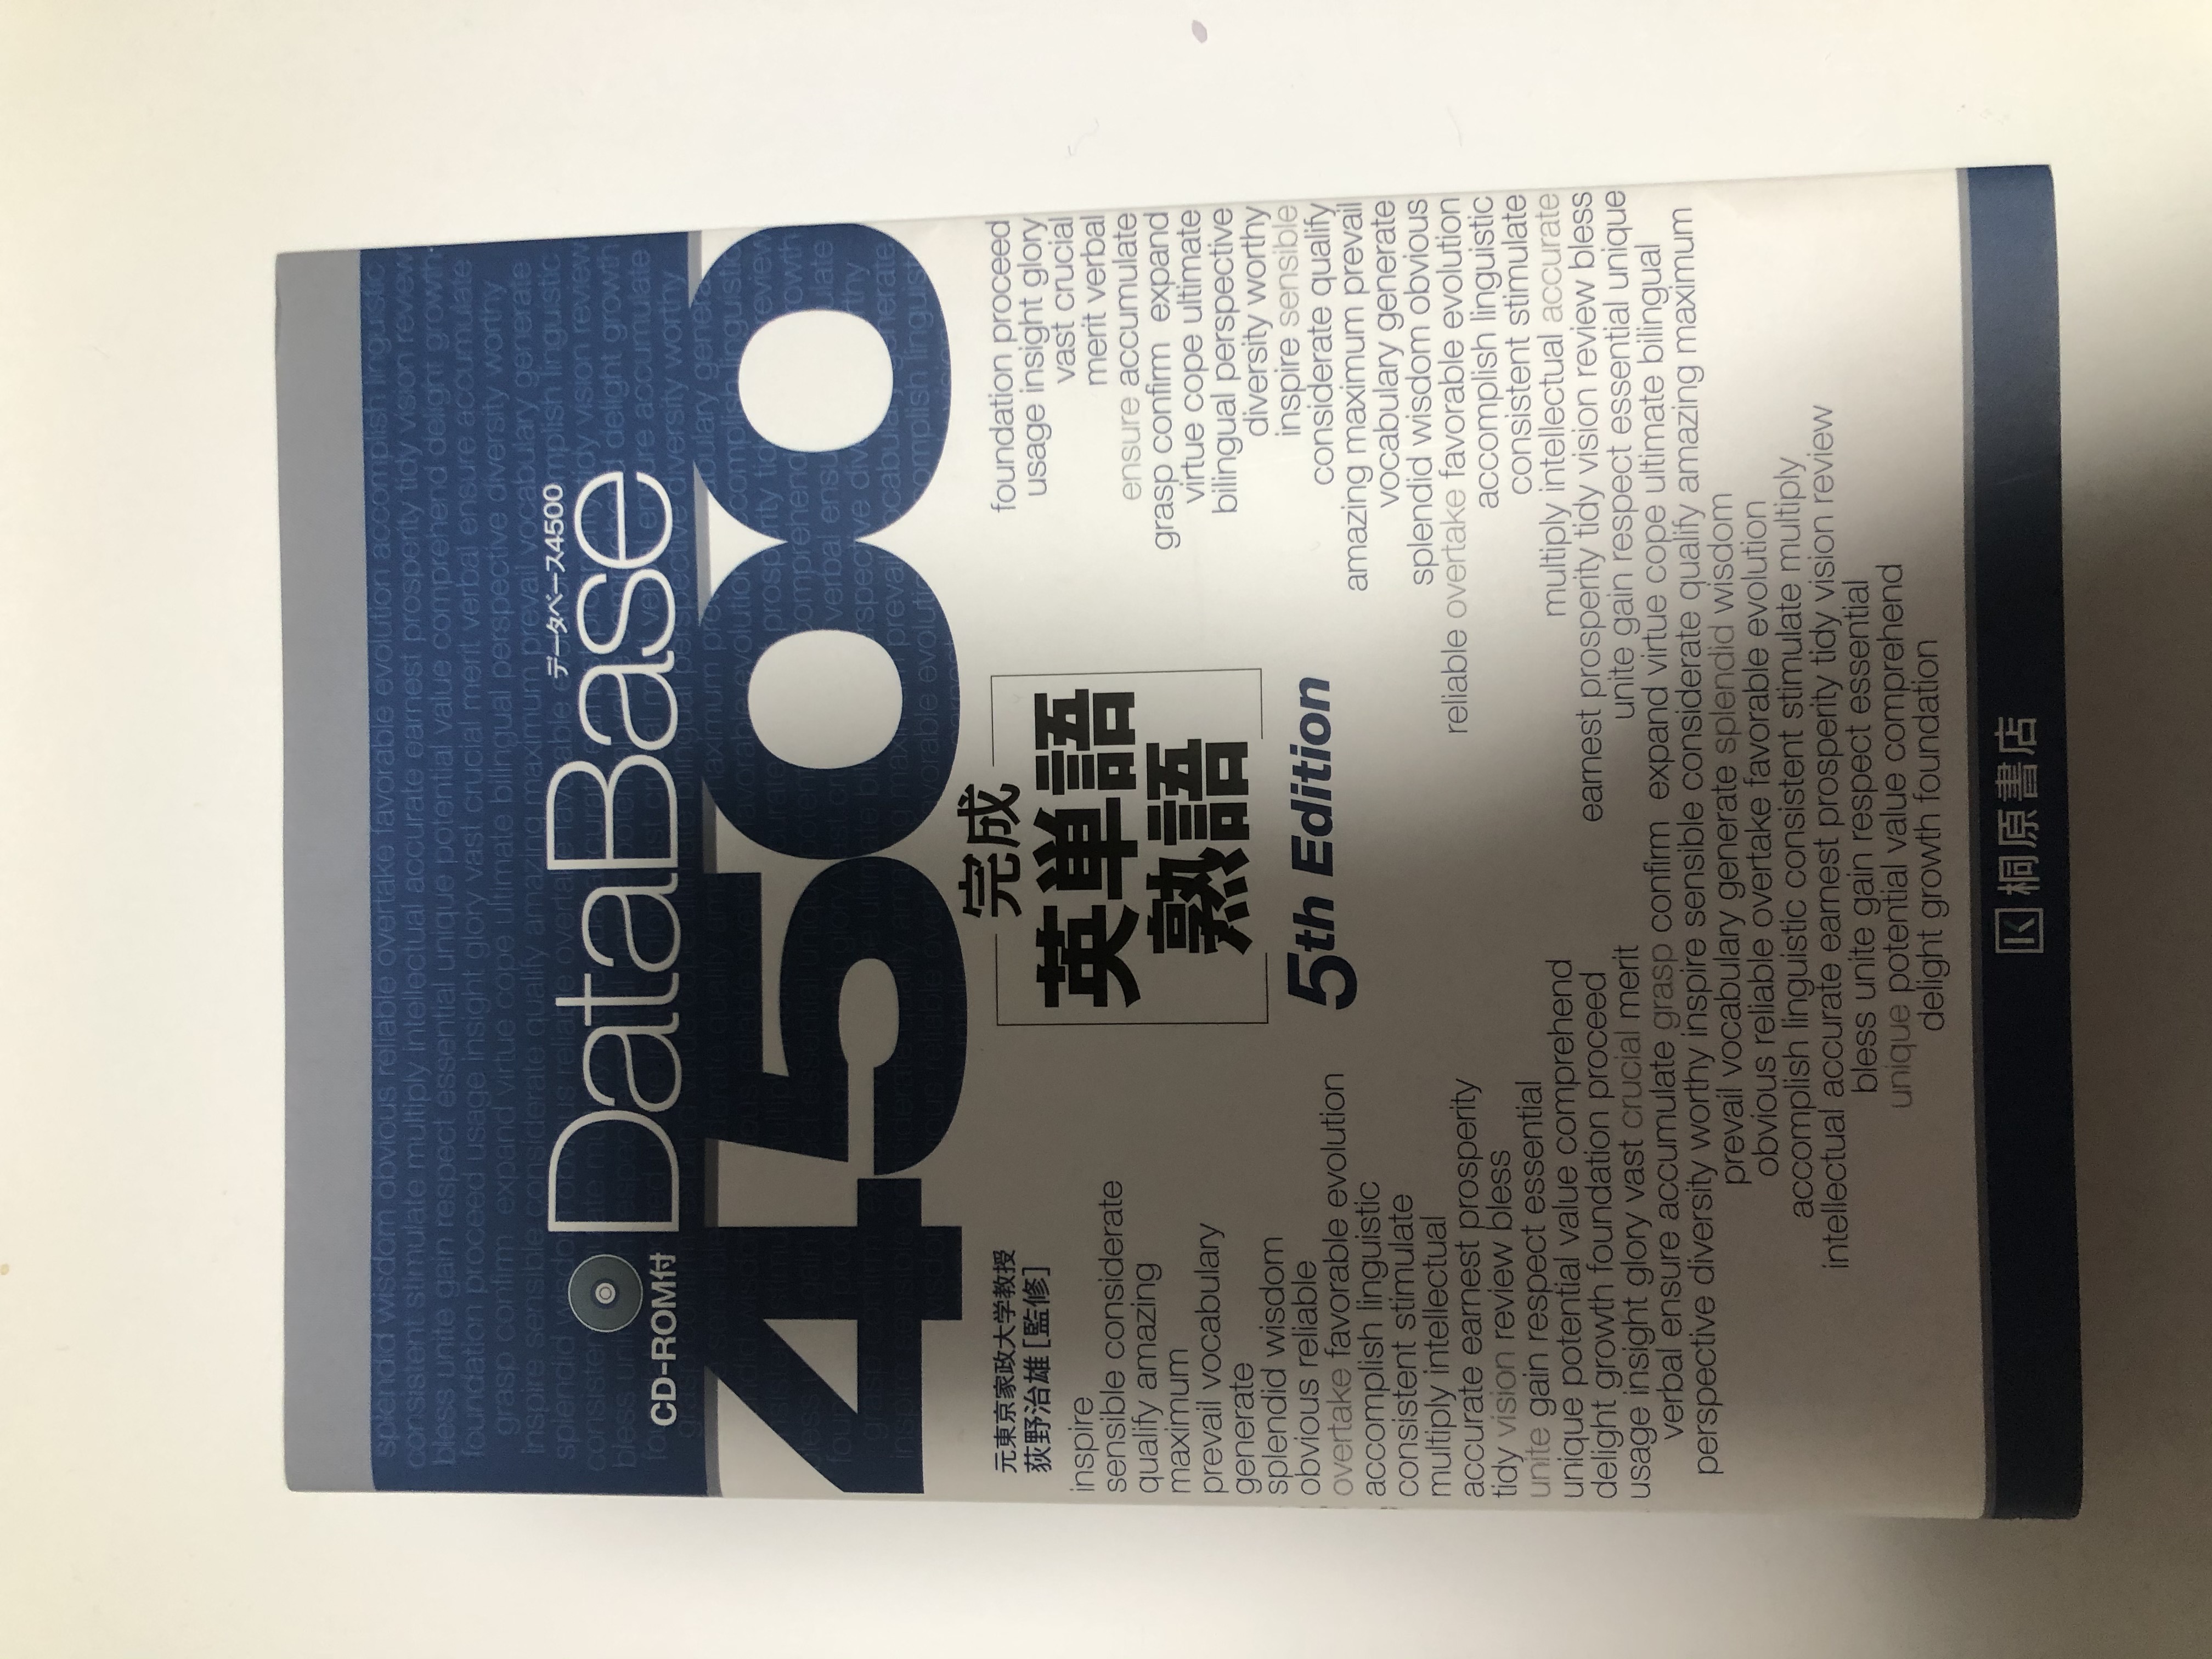 splendid wisdom obvious reliable overtake favorable evolution accomplish linguistic
consistent stimulate multiply intellectual accurate earnest prosperity tidy vision review
bless unite gain respect essential unique potential value comprehend delight growth
foundation proceed usage insight glory vast crucial merit verbal ensure accumulate
grasp confirm expand virtue cope ultimate bilingual perspective diversity worthy
inspire sensible considerate qualify amazing maximum prevail vocabulary generate
データベース4500
DataBase
CD-ROM付
4500
元東京家政大学教授
荻野治雄［監修］
完成
英単語
熟語
5th Edition
inspire
sensible considerate
qualify amazing
maximum
prevail vocabulary
generate
splendid wisdom
obvious reliable
overtake favorable evolution
accomplish linguistic
consistent stimulate
multiply intellectual
accurate earnest prosperity
tidy vision review bless
unite gain respect essential
unique potential value comprehend
delight growth foundation proceed
usage insight glory vast crucial merit
foundation proceed
usage insight glory
vast crucial
merit verbal
ensure accumulate
grasp confirm expand
virtue cope ultimate
bilingual perspective
diversity worthy
inspire sensible
considerate qualify
amazing maximum prevail
vocabulary generate
splendid wisdom obvious
reliable overtake favorable evolution
accomplish linguistic
consistent stimulate
multiply intellectual accurate
earnest prosperity tidy vision review bless
unite gain respect essential unique
verbal ensure accumulate grasp confirm expand virtue cope ultimate bilingual
perspective diversity worthy inspire sensible considerate qualify amazing maximum
prevail vocabulary generate splendid wisdom
obvious reliable overtake favorable evolution
accomplish linguistic consistent stimulate multiply
intellectual accurate earnest prosperity tidy vision review
bless unite gain respect essential
unique potential value comprehend
delight growth foundation
桐原書店